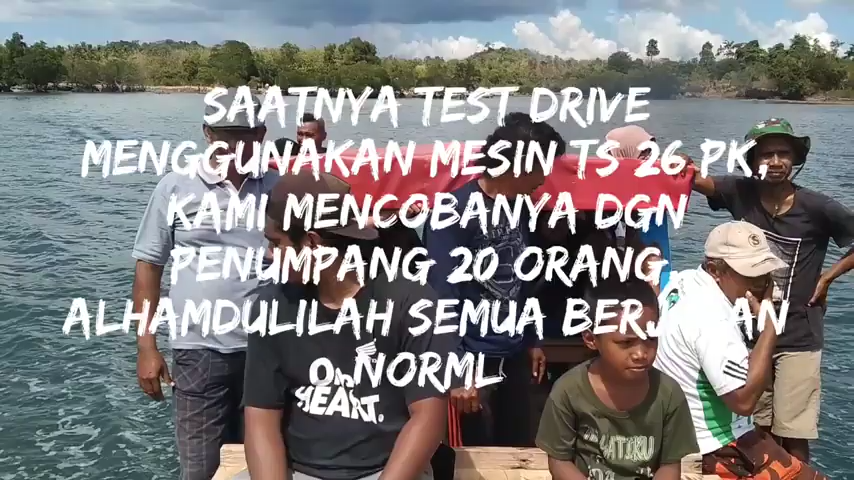 SAATNYA TEST DRIVE
MENGGUNAKAN MESIN TS 26 PK,
KAMI MENCOBANYA DGN
PENUMPANG 20 ORANG,
ALHAMDULILAH SEMUA BERJALAN
NORML
HEART.